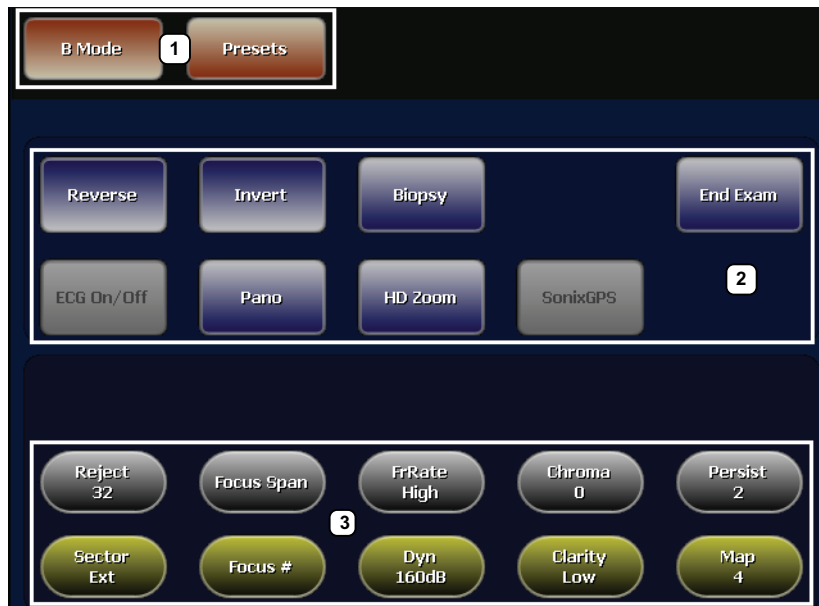 B Mode
1
Presets
Reverse
Invert
Biopsy
End Exam
ECG On/Off
Pano
HD Zoom
SonixGPS
2
Reject
32
Focus Span
FrRate
High
Chroma
0
Persist
2
3
Sector
Ext
Focus #
Dyn
160dB
Clarity
Low
Map
4